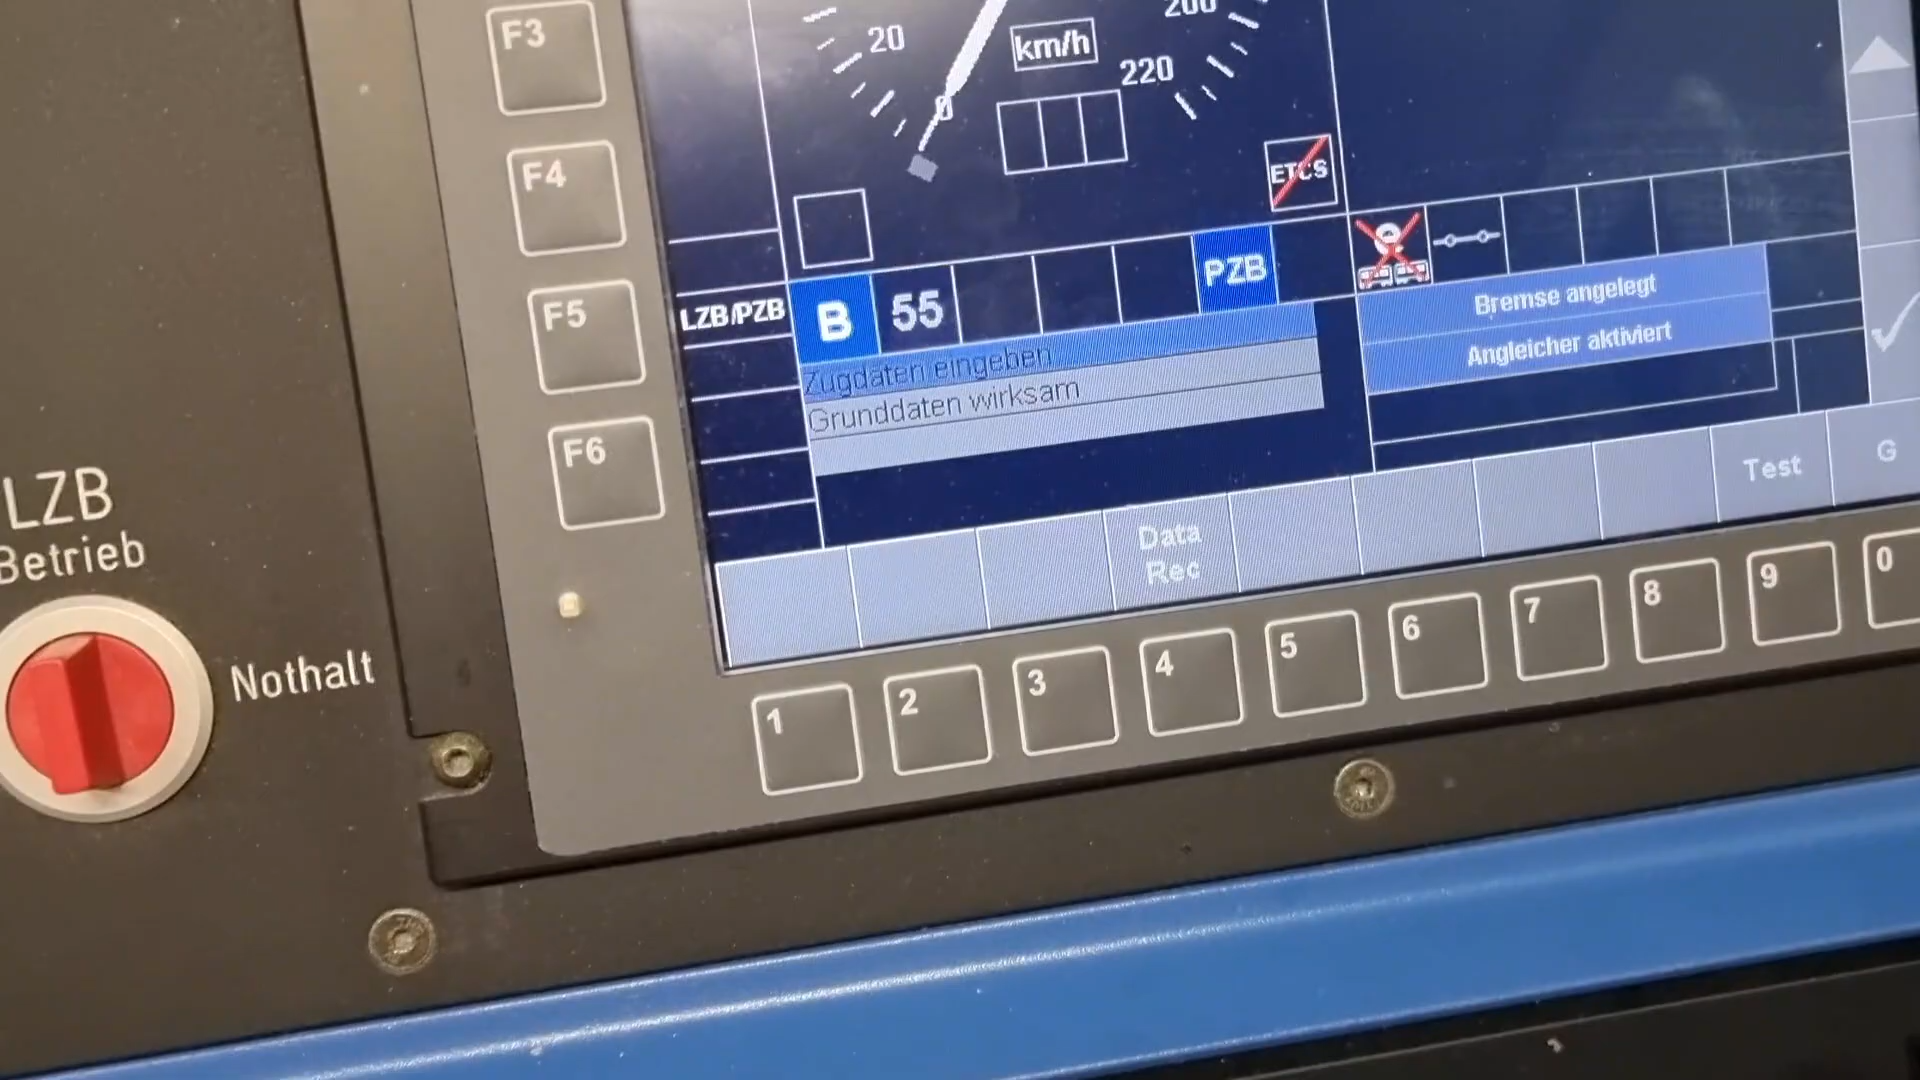 F3
F4
F5
F6
20
0
km/h
200
220
ETCS
LZB/PZB
B
55
PZB
Zugdaten eingeben
Grunddaten wirksam
Bremse angelegt
Angleicher aktiviert
Data
Rec
Test
G
LZB
Betrieb
Nothalt
1
2
3
4
5
6
7
8
9
0